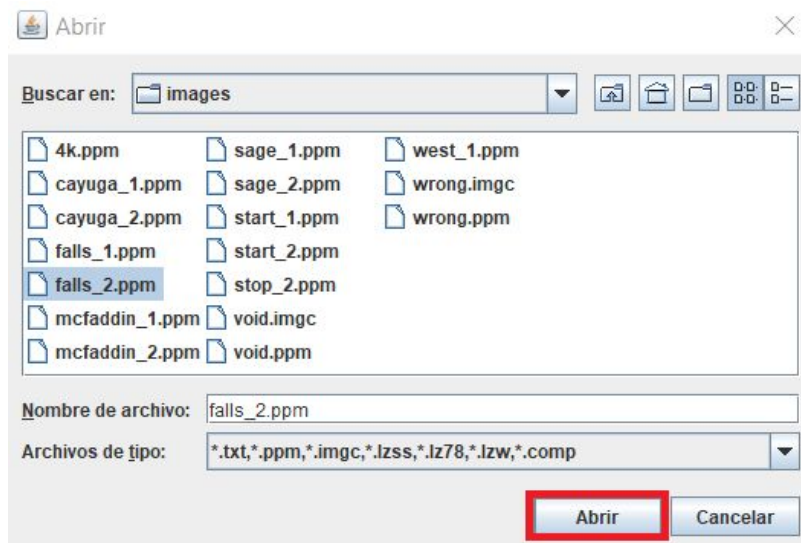 Abrir
Buscar en: images
4k.ppm
cayuga_1.ppm
cayuga_2.ppm
falls_1.ppm
falls_2.ppm
mcfaddin_1.ppm
mcfaddin_2.ppm
sage_1.ppm
sage_2.ppm
start_1.ppm
start_2.ppm
stop_2.ppm
void.imgc
void.ppm
west_1.ppm
wrong.imgc
wrong.ppm
Nombre de archivo: falls_2.ppm
Archivos de tipo: *.txt,*.ppm,*.imgc,*.lzss,*.lz78,*.lzw,*.comp
Abrir Cancelar